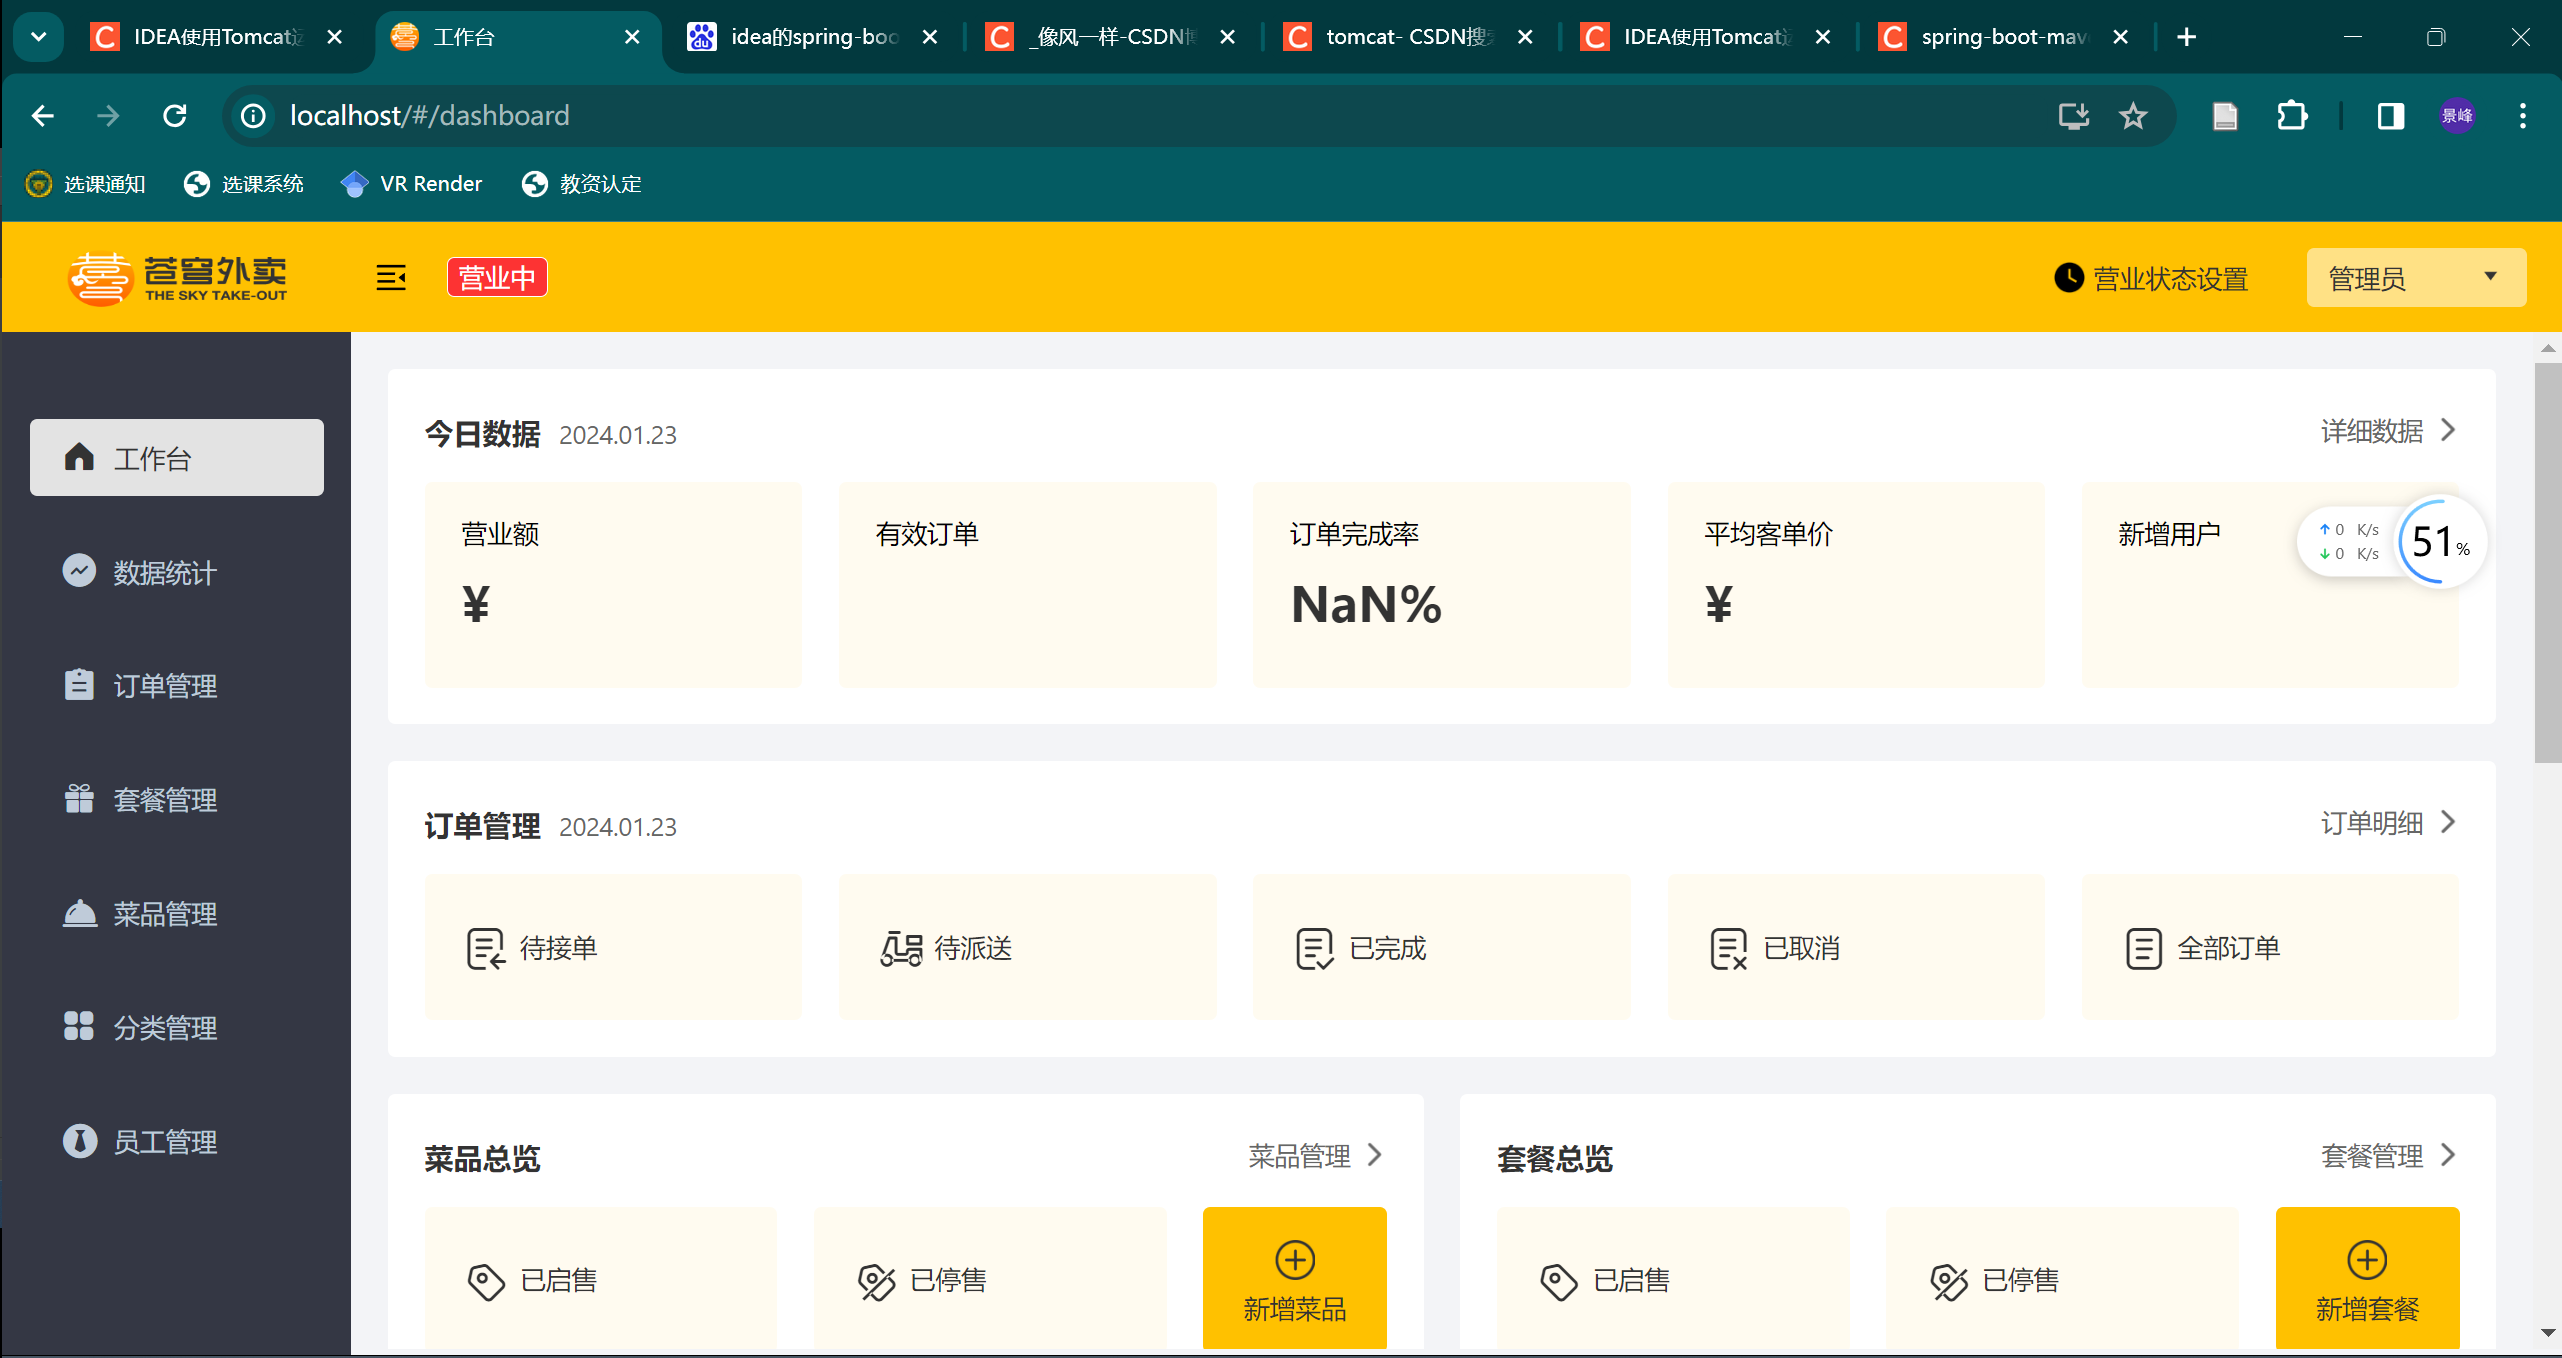 IDEA使用Tomcat
工作台
idea的spring-boo
_像风一样-CSDN
tomcat- CSDN搜
IDEA使用Tomcat
spring-boot-mav
localhost/#/dashboard
景峰
选课通知
选课系统
VR Render
教资认定
苍穹外卖
THE SKY TAKE-OUT
营业中
营业状态设置
管理员
工作台
数据统计
订单管理
套餐管理
菜品管理
分类管理
员工管理
今日数据 2024.01.23
详细数据
营业额
¥
有效订单
订单完成率
NaN%
平均客单价
¥
新增用户
↑ 0 K/s
↓ 0 K/s
51%
订单管理 2024.01.23
订单明细
待接单
待派送
已完成
已取消
全部订单
菜品总览
菜品管理
已启售
已停售
新增菜品
套餐总览
套餐管理
已启售
已停售
新增套餐